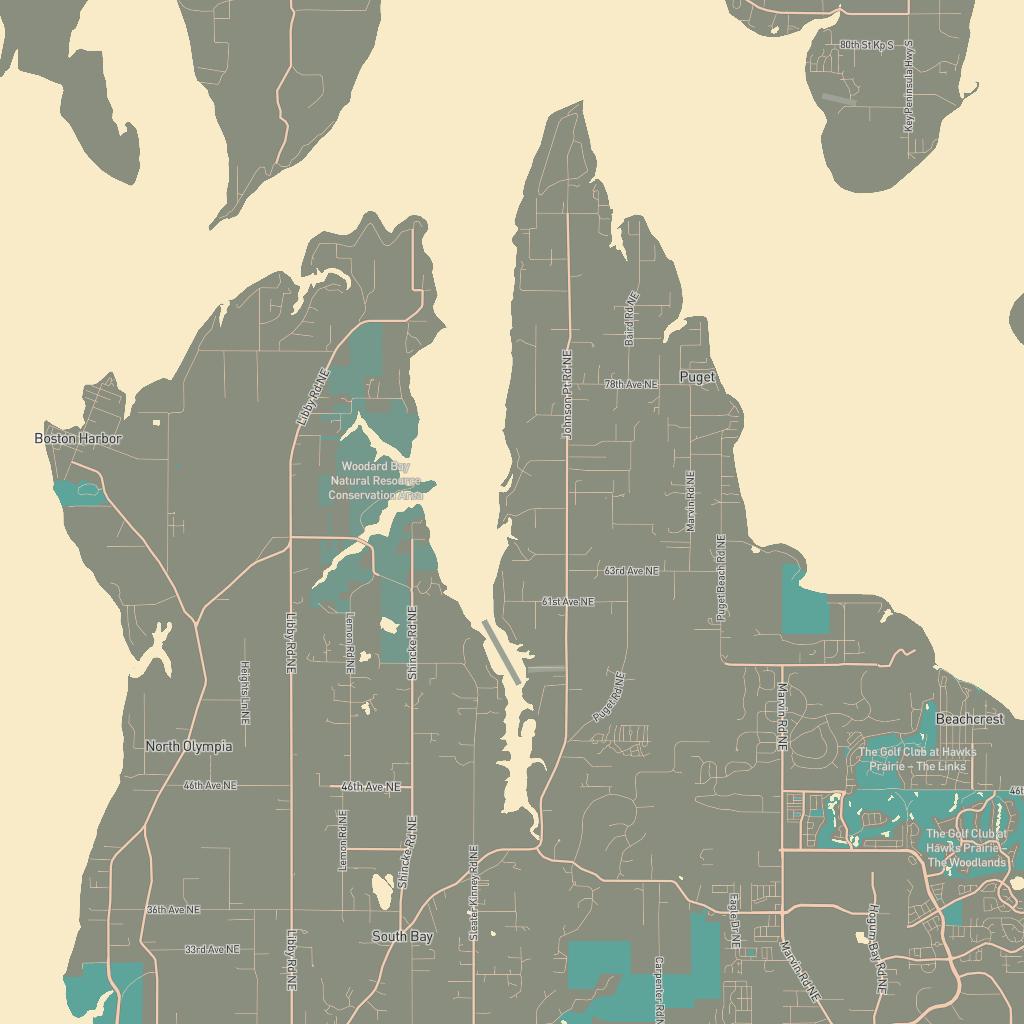 80th St Kp S
Key Peninsula Hwy S
Baird Rd NE
Johnson Pt Rd NE
Libby Rd NE
Puget
78th Ave NE
Boston Harbor
Woodard Bay
Natural Resource
Conservation Area
Marvin Rd NE
Puget Beach Rd NE
63rd Ave NE
61st Ave NE
Libby Rd NE
Lemon Rd NE
Shincke Rd NE
Heights Ln NE
Puget Rd NE
Marvin Rd NE
Beachcrest
North Olympia
The Golf Club at Hawks
Prairie – The Links
46th Ave NE
46th Ave NE
46th
The Golf Club at
Hawks Prairie –
The Woodlands
Lemon Rd NE
Shincke Rd NE
Sleater Kinney Rd NE
36th Ave NE
Eagle Dr NE
Hogum Bay Rd NE
South Bay
33rd Ave NE
Libby Rd NE
Carpenter Rd N
Marvin Rd NE